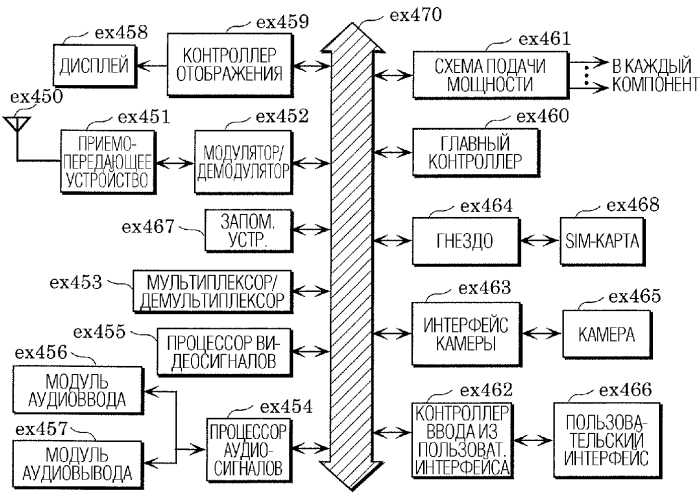 ex470
ex459
ex458
КОНТРОЛЛЕР
ОТОБРАЖЕНИЯ
ДИСПЛЕЙ
ex461
СХЕМА ПОДАЧИ
МОЩНОСТИ
В КАЖДЫЙ
КОМПОНЕНТ
ex450
ex451
ПРИЕМО-
ПЕРЕДАЮЩЕЕ
УСТРОЙСТВО
ex452
МОДУЛЯТОР/
ДЕМОДУЛЯТОР
ex460
ГЛАВНЫЙ
КОНТРОЛЛЕР
ex467
ЗАПОМ.
УСТР.
ex464
ГНЕЗДО
ex468
SIM-КАРТА
ex453
МУЛЬТИПЛЕКСОР/
ДЕМУЛЬТИПЛЕКСОР
ex463
ИНТЕРФЕЙС
КАМЕРЫ
ex465
КАМЕРА
ex455
ПРОЦЕССОР ВИ-
ДЕОСИГНАЛОВ
ex456
МОДУЛЬ
АУДИОВВОДА
ex457
МОДУЛЬ
АУДИОВЫВОДА
ex454
ПРОЦЕССОР
АУДИО-
СИГНАЛОВ
ex462
КОНТРОЛЛЕР
ВВОДА ИЗ
ПОЛЬЗОВАТ.
ИНТЕРФЕЙСА
ex466
ПОЛЬЗОВА-
ТЕЛЬСКИЙ
ИНТЕРФЕЙС